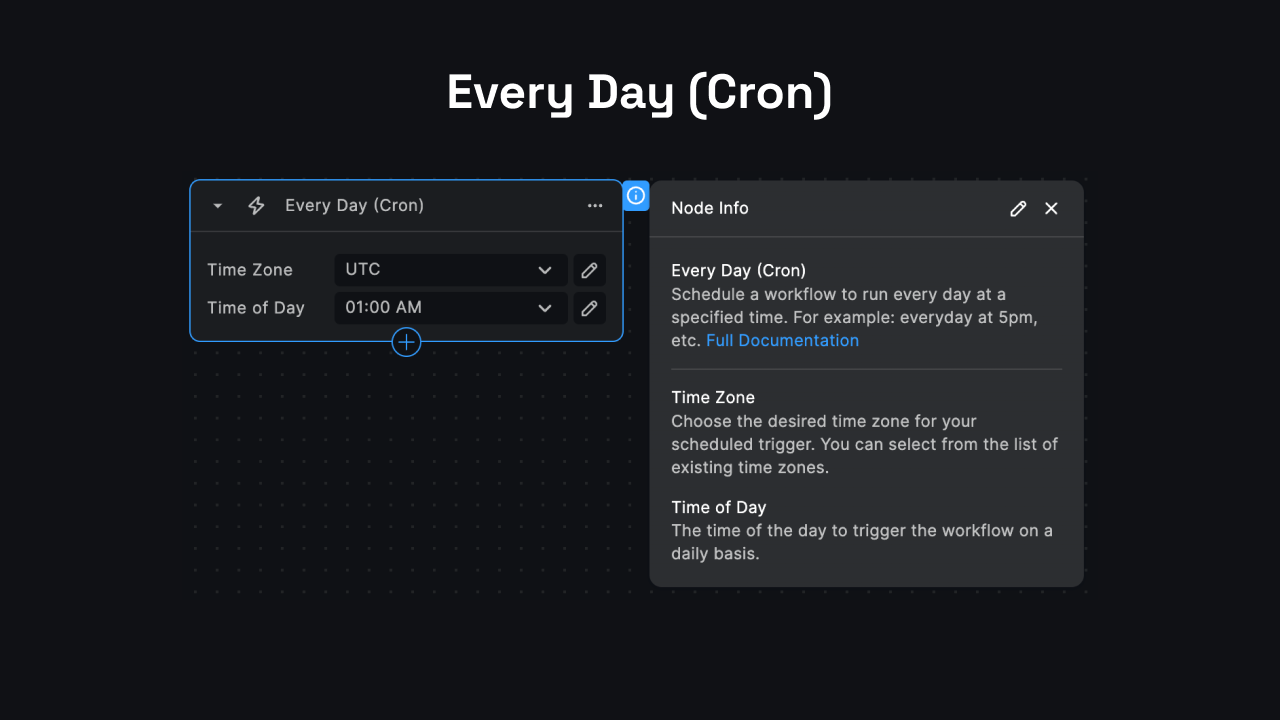 Every Day (Cron)
Every Day (Cron)
Time Zone
UTC
Time of Day
01:00 AM
Node Info
Every Day (Cron)
Schedule a workflow to run every day at a
specified time. For example: everyday at 5pm,
etc. Full Documentation
Time Zone
Choose the desired time zone for your
scheduled trigger. You can select from the list of
existing time zones.
Time of Day
The time of the day to trigger the workflow on a
daily basis.